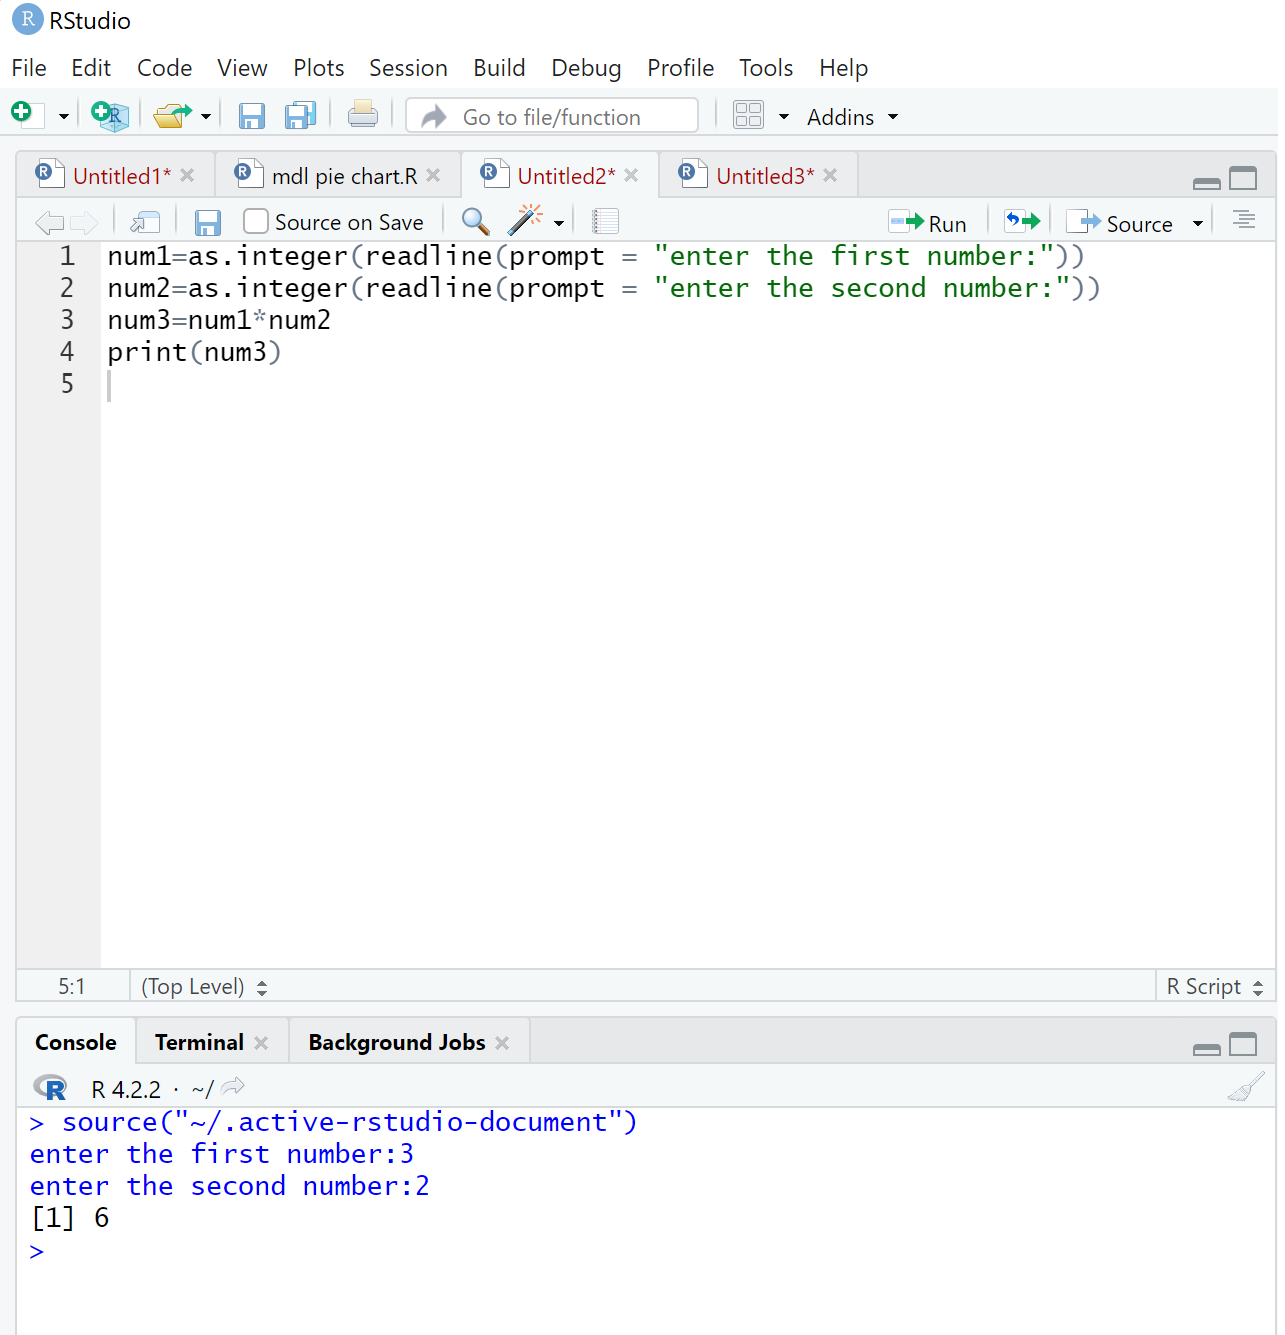 RStudio
File Edit Code View Plots Session Build Debug Profile Tools Help
Go to file/function Addins
Untitled1* mdl pie chart.R Untitled2* Untitled3*
Source on Save Run Source
1 num1=as.integer(readline(prompt = "enter the first number:"))
2 num2=as.integer(readline(prompt = "enter the second number:"))
3 num3=num1*num2
4 print(num3)
5
5:1 (Top Level) R Script
Console Terminal Background Jobs
R 4.2.2 · ~/
> source("~/.active-rstudio-document")
enter the first number:3
enter the second number:2
[1] 6
>